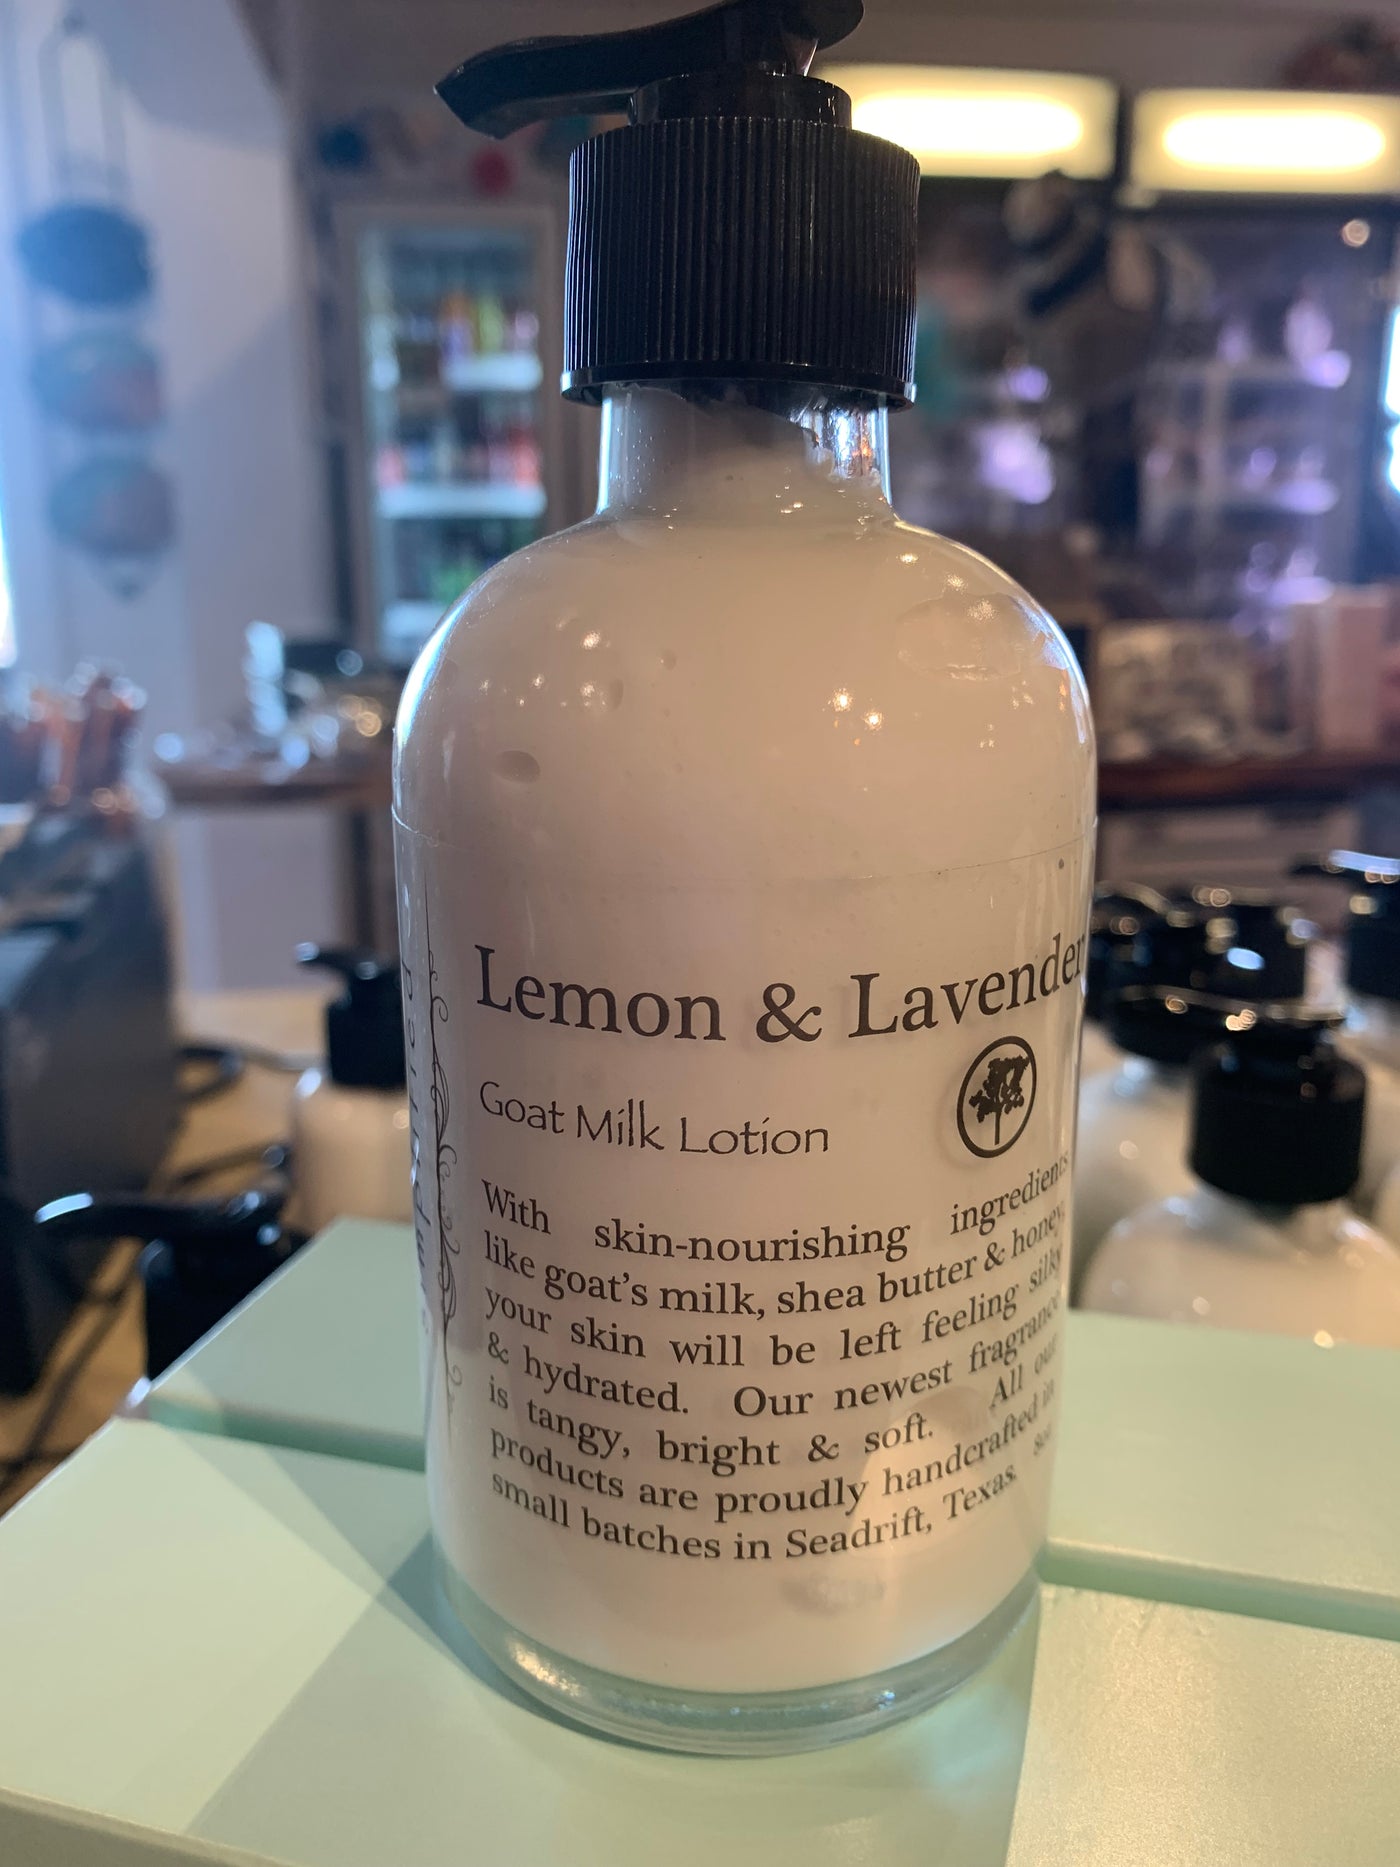 Lemon & Lavender
Goat Milk Lotion
With skin-nourishing ingredients
like goat's milk, shea butter & honey,
your skin will be left feeling silky
& hydrated. Our newest fragrance
is tangy, bright & soft. All our
products are proudly handcrafted in
small batches in Seadrift, Texas. 8oz